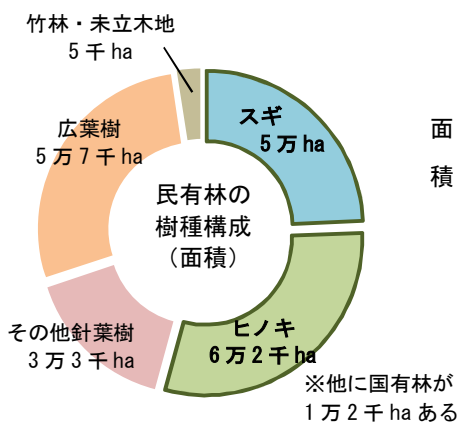 竹林・未立木地
5千ha
スギ
5万ha
広葉樹
5万7千ha
面
積
民有林の
樹種構成
（面積）
その他針葉樹
3万3千ha
ヒノキ
6万2千ha
※他に国有林が
1万2千haある